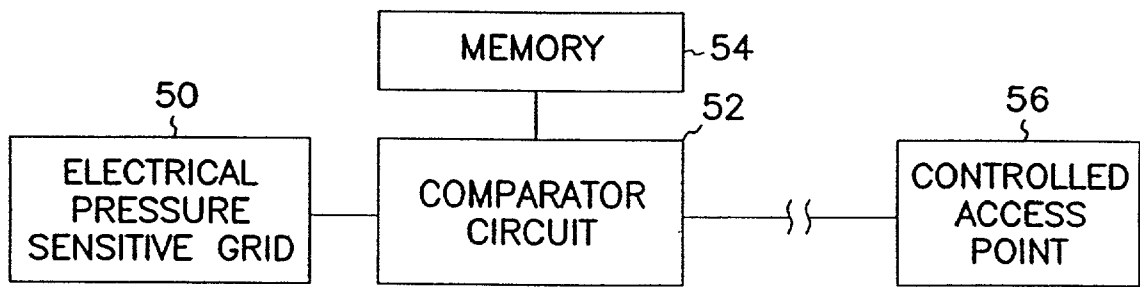 MEMORY
54
50
52
56
ELECTRICAL
PRESSURE
SENSITIVE GRID
COMPARATOR
CIRCUIT
CONTROLLED
ACCESS
POINT